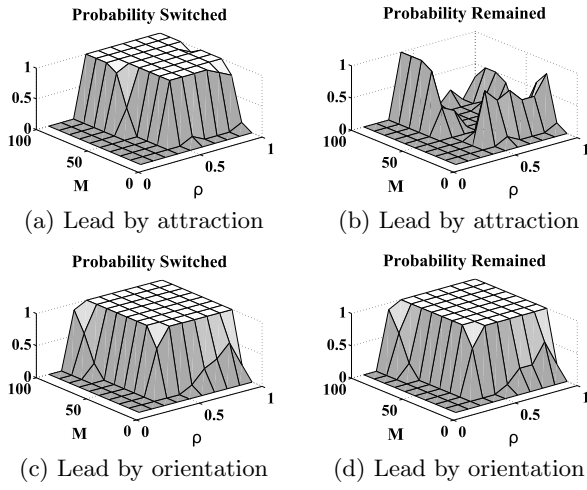 Probability Switched
1
0.5
0
100
50
0
0
0.5
1
M
ρ
(a) Lead by attraction
Probability Remained
1
0.5
0
100
50
0
0
0.5
1
M
ρ
(b) Lead by attraction
Probability Switched
1
0.5
0
100
50
0
0
0.5
1
M
ρ
(c) Lead by orientation
Probability Remained
1
0.5
0
100
50
0
0
0.5
1
M
ρ
(d) Lead by orientation